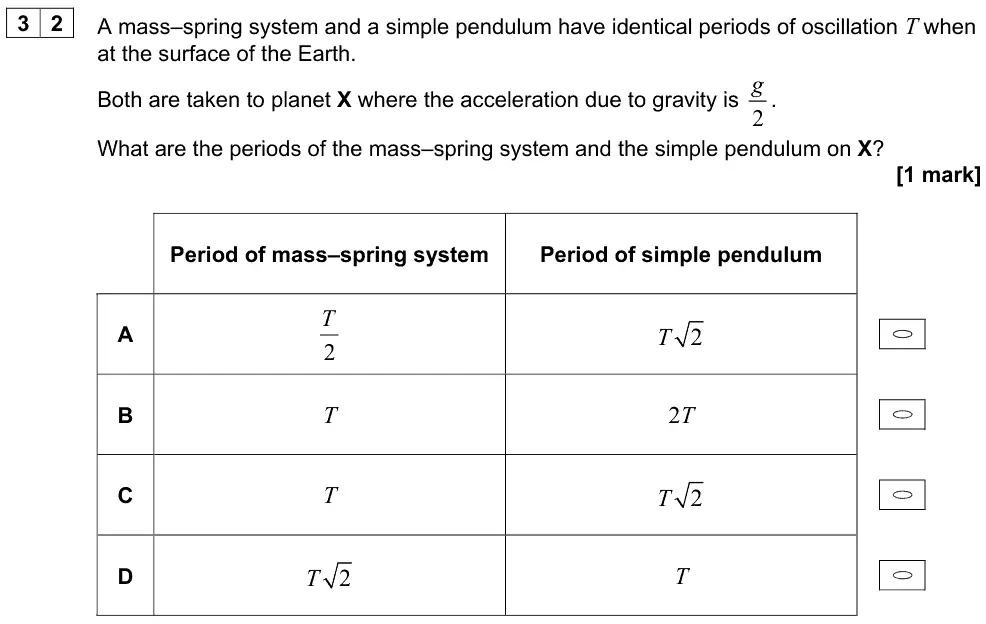 3 2 A mass–spring system and a simple pendulum have identical periods of oscillation T when
at the surface of the Earth.
Both are taken to planet X where the acceleration due to gravity is g/2.
What are the periods of the mass–spring system and the simple pendulum on X?
[1 mark]
Period of mass–spring system Period of simple pendulum
A T/2 T√2
B T 2T
C T T√2
D T√2 T